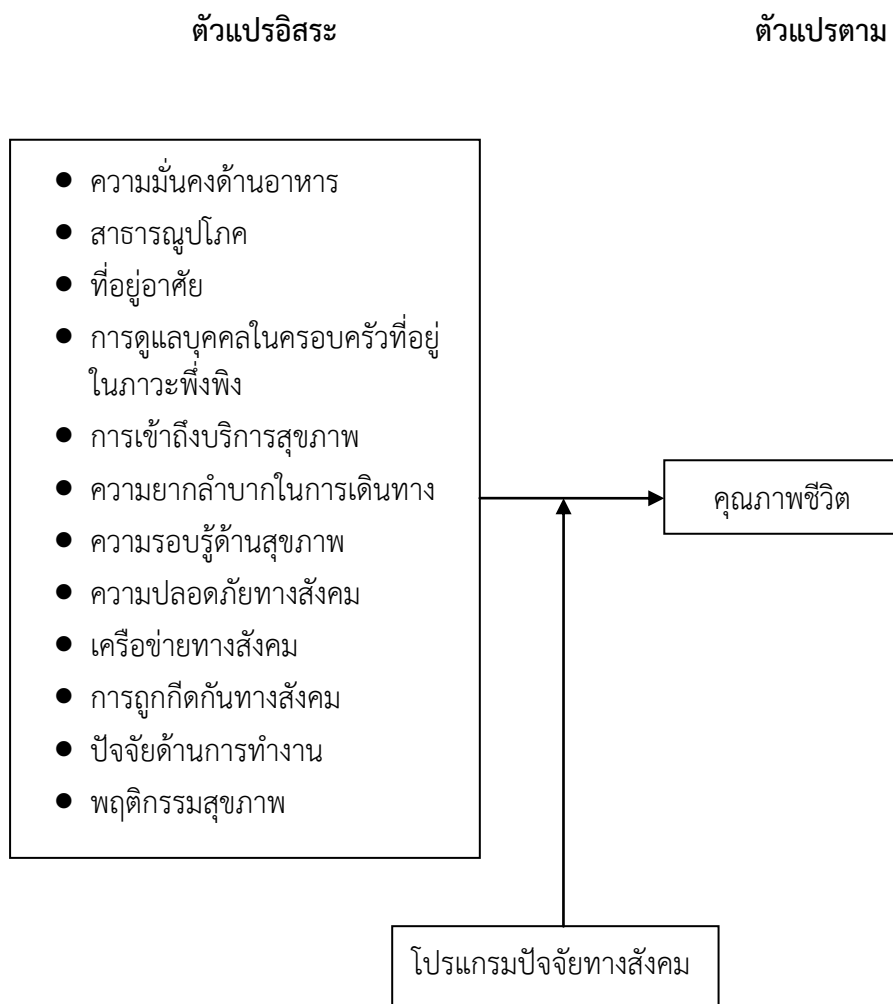 ตัวแปรอิสระ
ตัวแปรตาม
● ความมั่นคงด้านอาหาร
● สาธารณูปโภค
● ที่อยู่อาศัย
● การดูแลบุคคลในครอบครัวที่อยู่
ในภาวะพึ่งพิง
● การเข้าถึงบริการสุขภาพ
● ความยากลำบากในการเดินทาง
● ความรอบรู้ด้านสุขภาพ
● ความปลอดภัยทางสังคม
● เครือข่ายทางสังคม
● การถูกกีดกันทางสังคม
● ปัจจัยด้านการทำงาน
● พฤติกรรมสุขภาพ
คุณภาพชีวิต
โปรแกรมปัจจัยทางสังคม